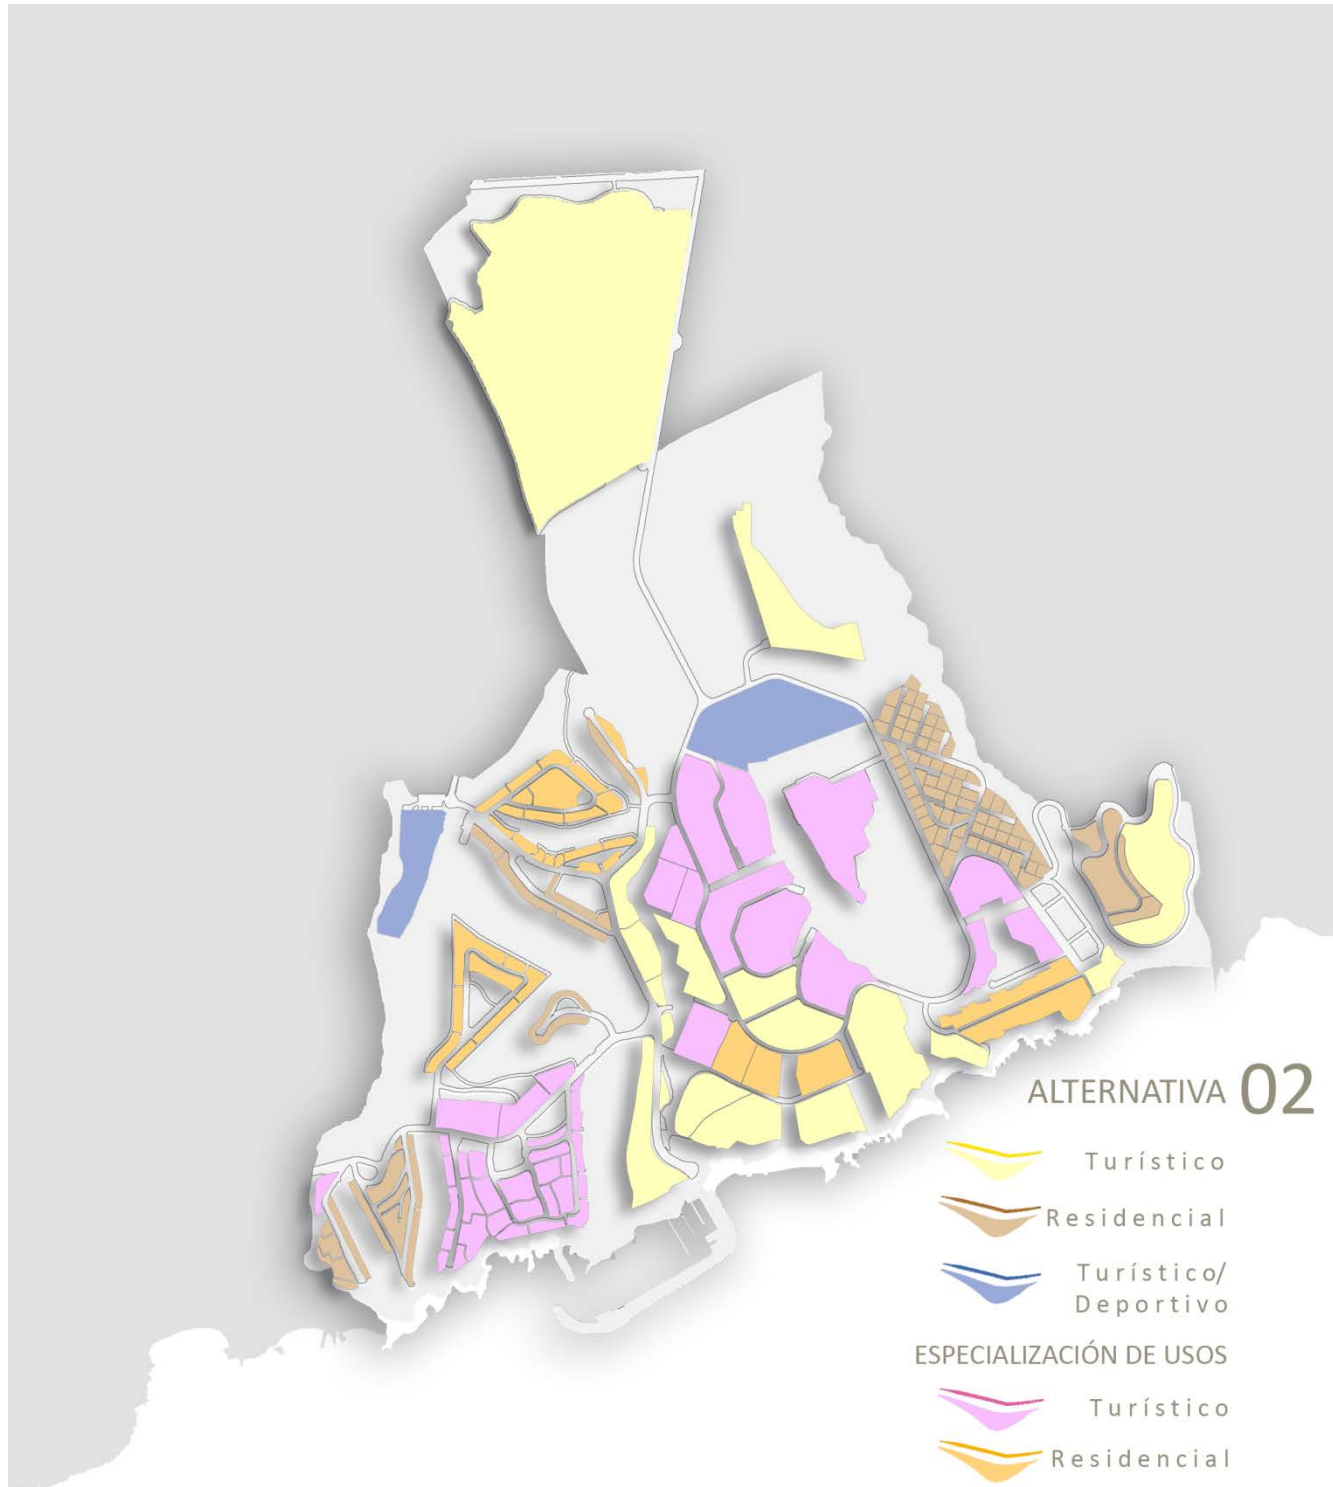 ALTERNATIVA 02
Turístico
Residencial
Turístico/
Deportivo
ESPECIALIZACIÓN DE USOS
Turístico
Residencial